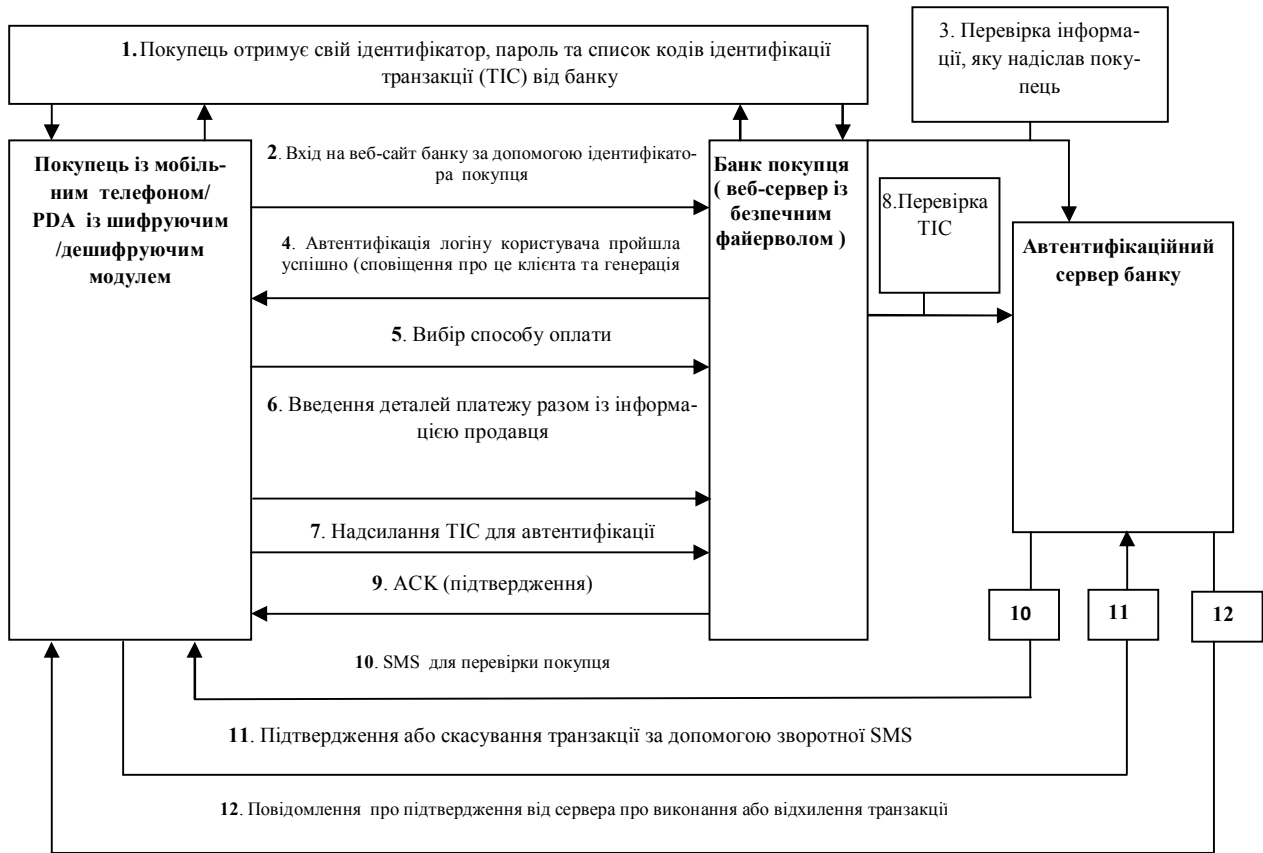 1.Покупець отримує свій ідентифікатор, пароль та список кодів ідентифікації
транзакції (TIC) від банку
3. Перевірка інформа-
ції, яку надіслав поку-
пець
Покупець із мобіль-
ним телефоном/
PDA із шифруючим
/дешифруючим
модулем
2. Вхід на веб-сайт банку за допомогою ідентифікато-
ра покупця
4. Автентифікація логіну користувача пройшла
успішно (сповіщення про це клієнта та генерація
5. Вибір способу оплати
6. Введення деталей платежу разом із інформа-
цією продавця
7. Надсилання TIC для автентифікації
9. ACK (підтвердження)
Банк покупця
( веб-сервер із
безпечним
файерволом )
8.Перевірка
TIC
Автентифікаційний
сервер банку
10
11
12
10. SMS для перевірки покупця
11. Підтвердження або скасування транзакції за допомогою зворотної SMS
12. Повідомлення про підтвердження від сервера про виконання або відхилення транзакції